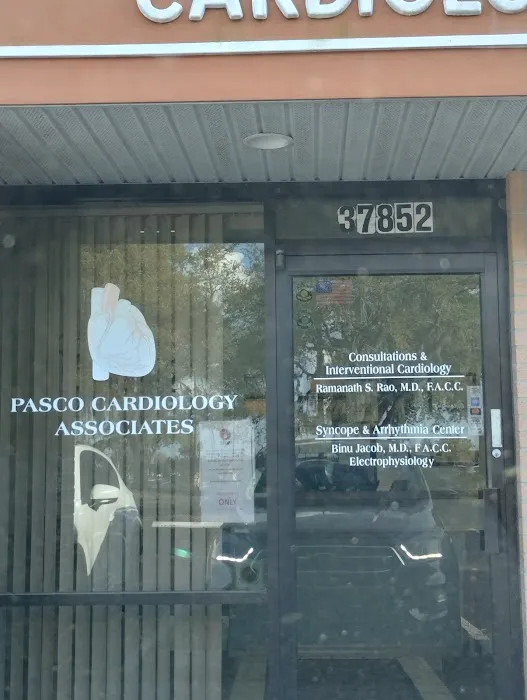 37852
PASCO CARDIOLOGY
ASSOCIATES
Consultations &
Interventional Cardiology
Ramanath S. Rao, M.D., F.A.C.C.
Syncope & Arrhythmia Center
Binu Jacob, M.D., F.A.C.C.
Electrophysiology
ONLY